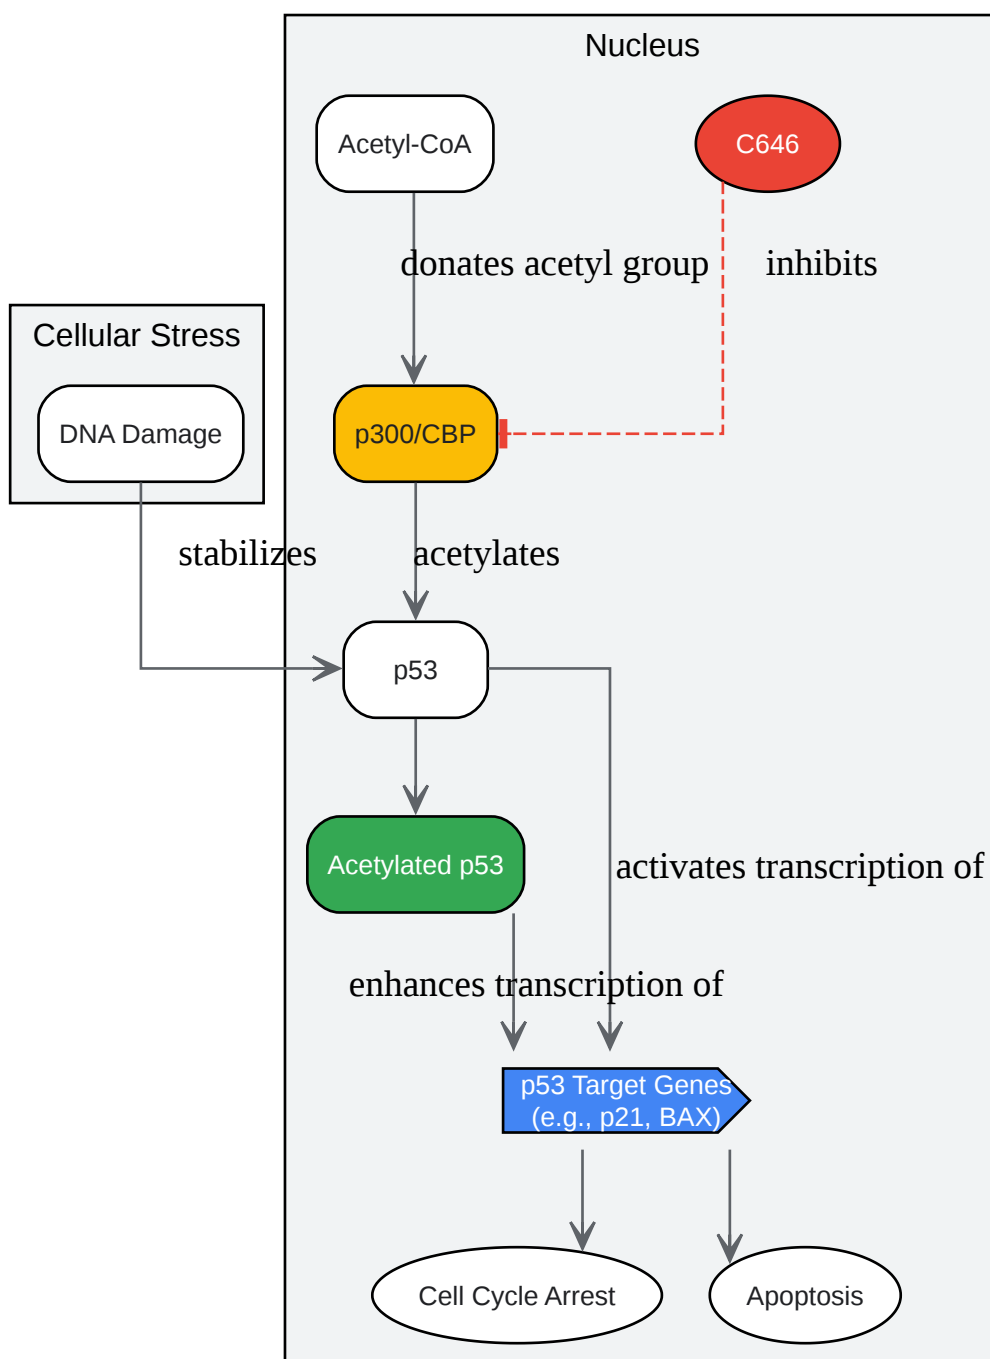 Nucleus
Acetyl-CoA
C646
donates acetyl group
inhibits
Cellular Stress
DNA Damage
p300/CBP
stabilizes
acetylates
p53
Acetylated p53
activates transcription of
enhances transcription of
p53 Target Genes
(e.g., p21, BAX)
Cell Cycle Arrest
Apoptosis